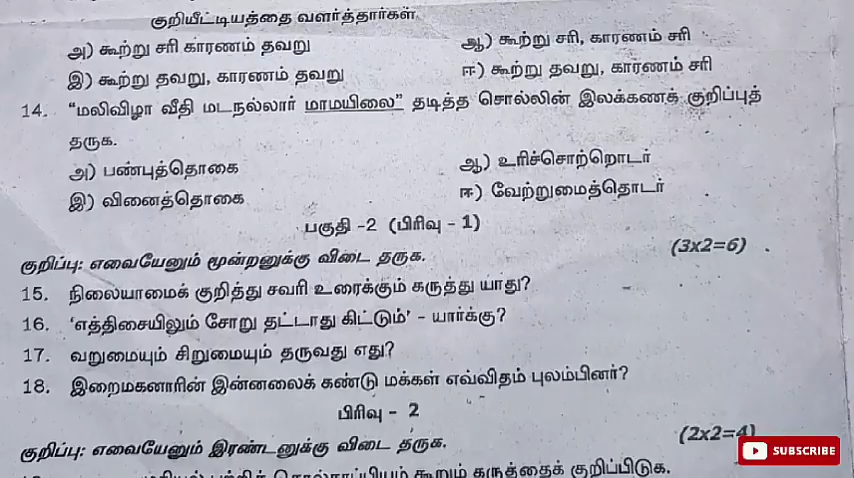 குறியீட்டியத்தை வளர்த்தார்கள்
அ) கூற்று சரி காரணம் தவறு ஆ) கூற்று சரி, காரணம் சரி
இ) கூற்று தவறு, காரணம் தவறு ஈ) கூற்று தவறு, காரணம் சரி
14. “மலிவிழா வீதி மடநல்லார் மாமயிலை” தடித்த சொல்லின் இலக்கணக் குறிப்புத்
தருக.
அ) பண்புத்தொகை ஆ) உரிச்சொற்றொடர்
இ) வினைத்தொகை ஈ) வேற்றுமைத்தொடர்
பகுதி -2 (பிரிவு - 1)
குறிப்பு: எவையேனும் மூன்றனுக்கு விடை தருக. (3x2=6)
15. நிலையாமைக் குறித்து சவரி உரைக்கும் கருத்து யாது?
16. ‘எத்திசையிலும் சோறு தட்டாது கிட்டும்’ - யார்க்கு?
17. வறுமையும் சிறுமையும் தருவது எது?
18. இறைமகனாரின் இன்னலைக் கண்டு மக்கள் எவ்விதம் புலம்பினர்?
பிரிவு - 2
குறிப்பு: எவையேனும் இரண்டனுக்கு விடை தருக. (2x2=4)
SUBSCRIBE
கூறும் கருத்தைக் குறிப்பிடுக.